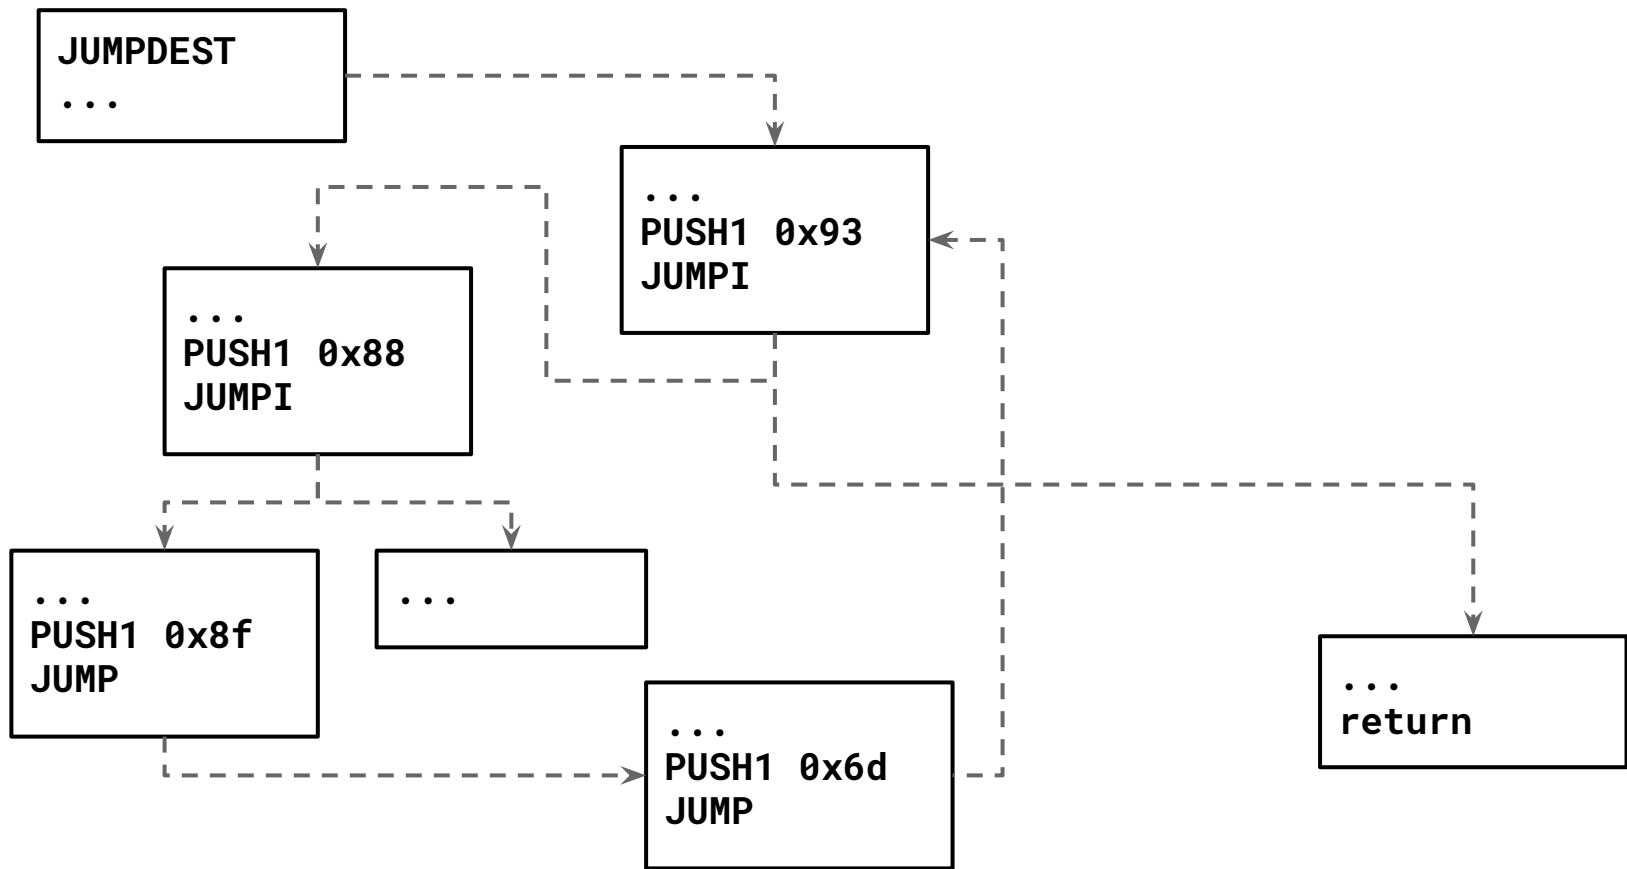 JUMPDEST
...
...
PUSH1 0x93
JUMPI
...
PUSH1 0x88
JUMPI
...
PUSH1 0x8f
JUMP
...
...
PUSH1 0x6d
JUMP
...
return